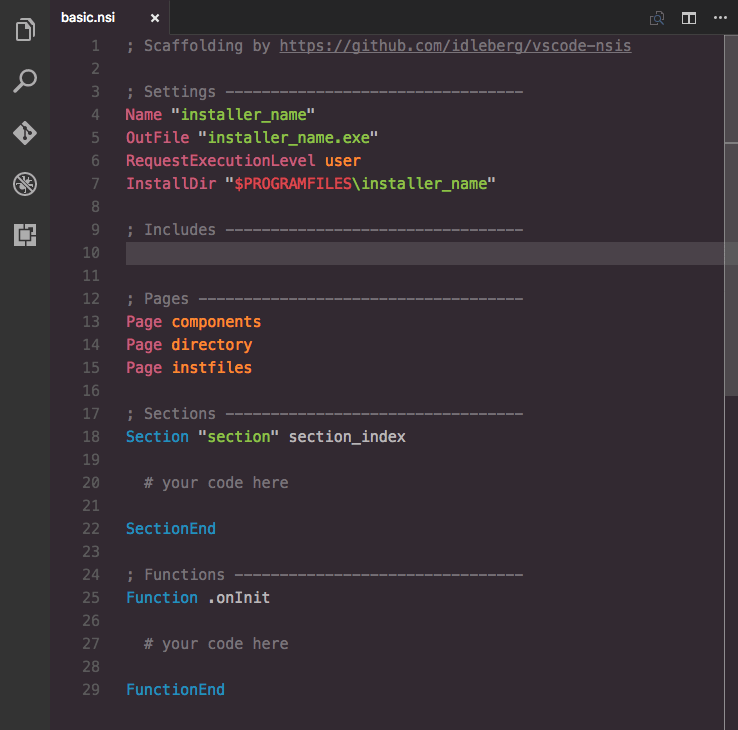 basic.nsi ×
1 ; Scaffolding by https://github.com/idleberg/vscode-nsis
2
3 ; Settings ---------------------------------
4 Name "installer_name"
5 OutFile "installer_name.exe"
6 RequestExecutionLevel user
7 InstallDir "$PROGRAMFILES\installer_name"
8
9 ; Includes ---------------------------------
10
11
12 ; Pages ------------------------------------
13 Page components
14 Page directory
15 Page instfiles
16
17 ; Sections ---------------------------------
18 Section "section" section_index
19
20   # your code here
21
22 SectionEnd
23
24 ; Functions --------------------------------
25 Function .onInit
26
27   # your code here
28
29 FunctionEnd